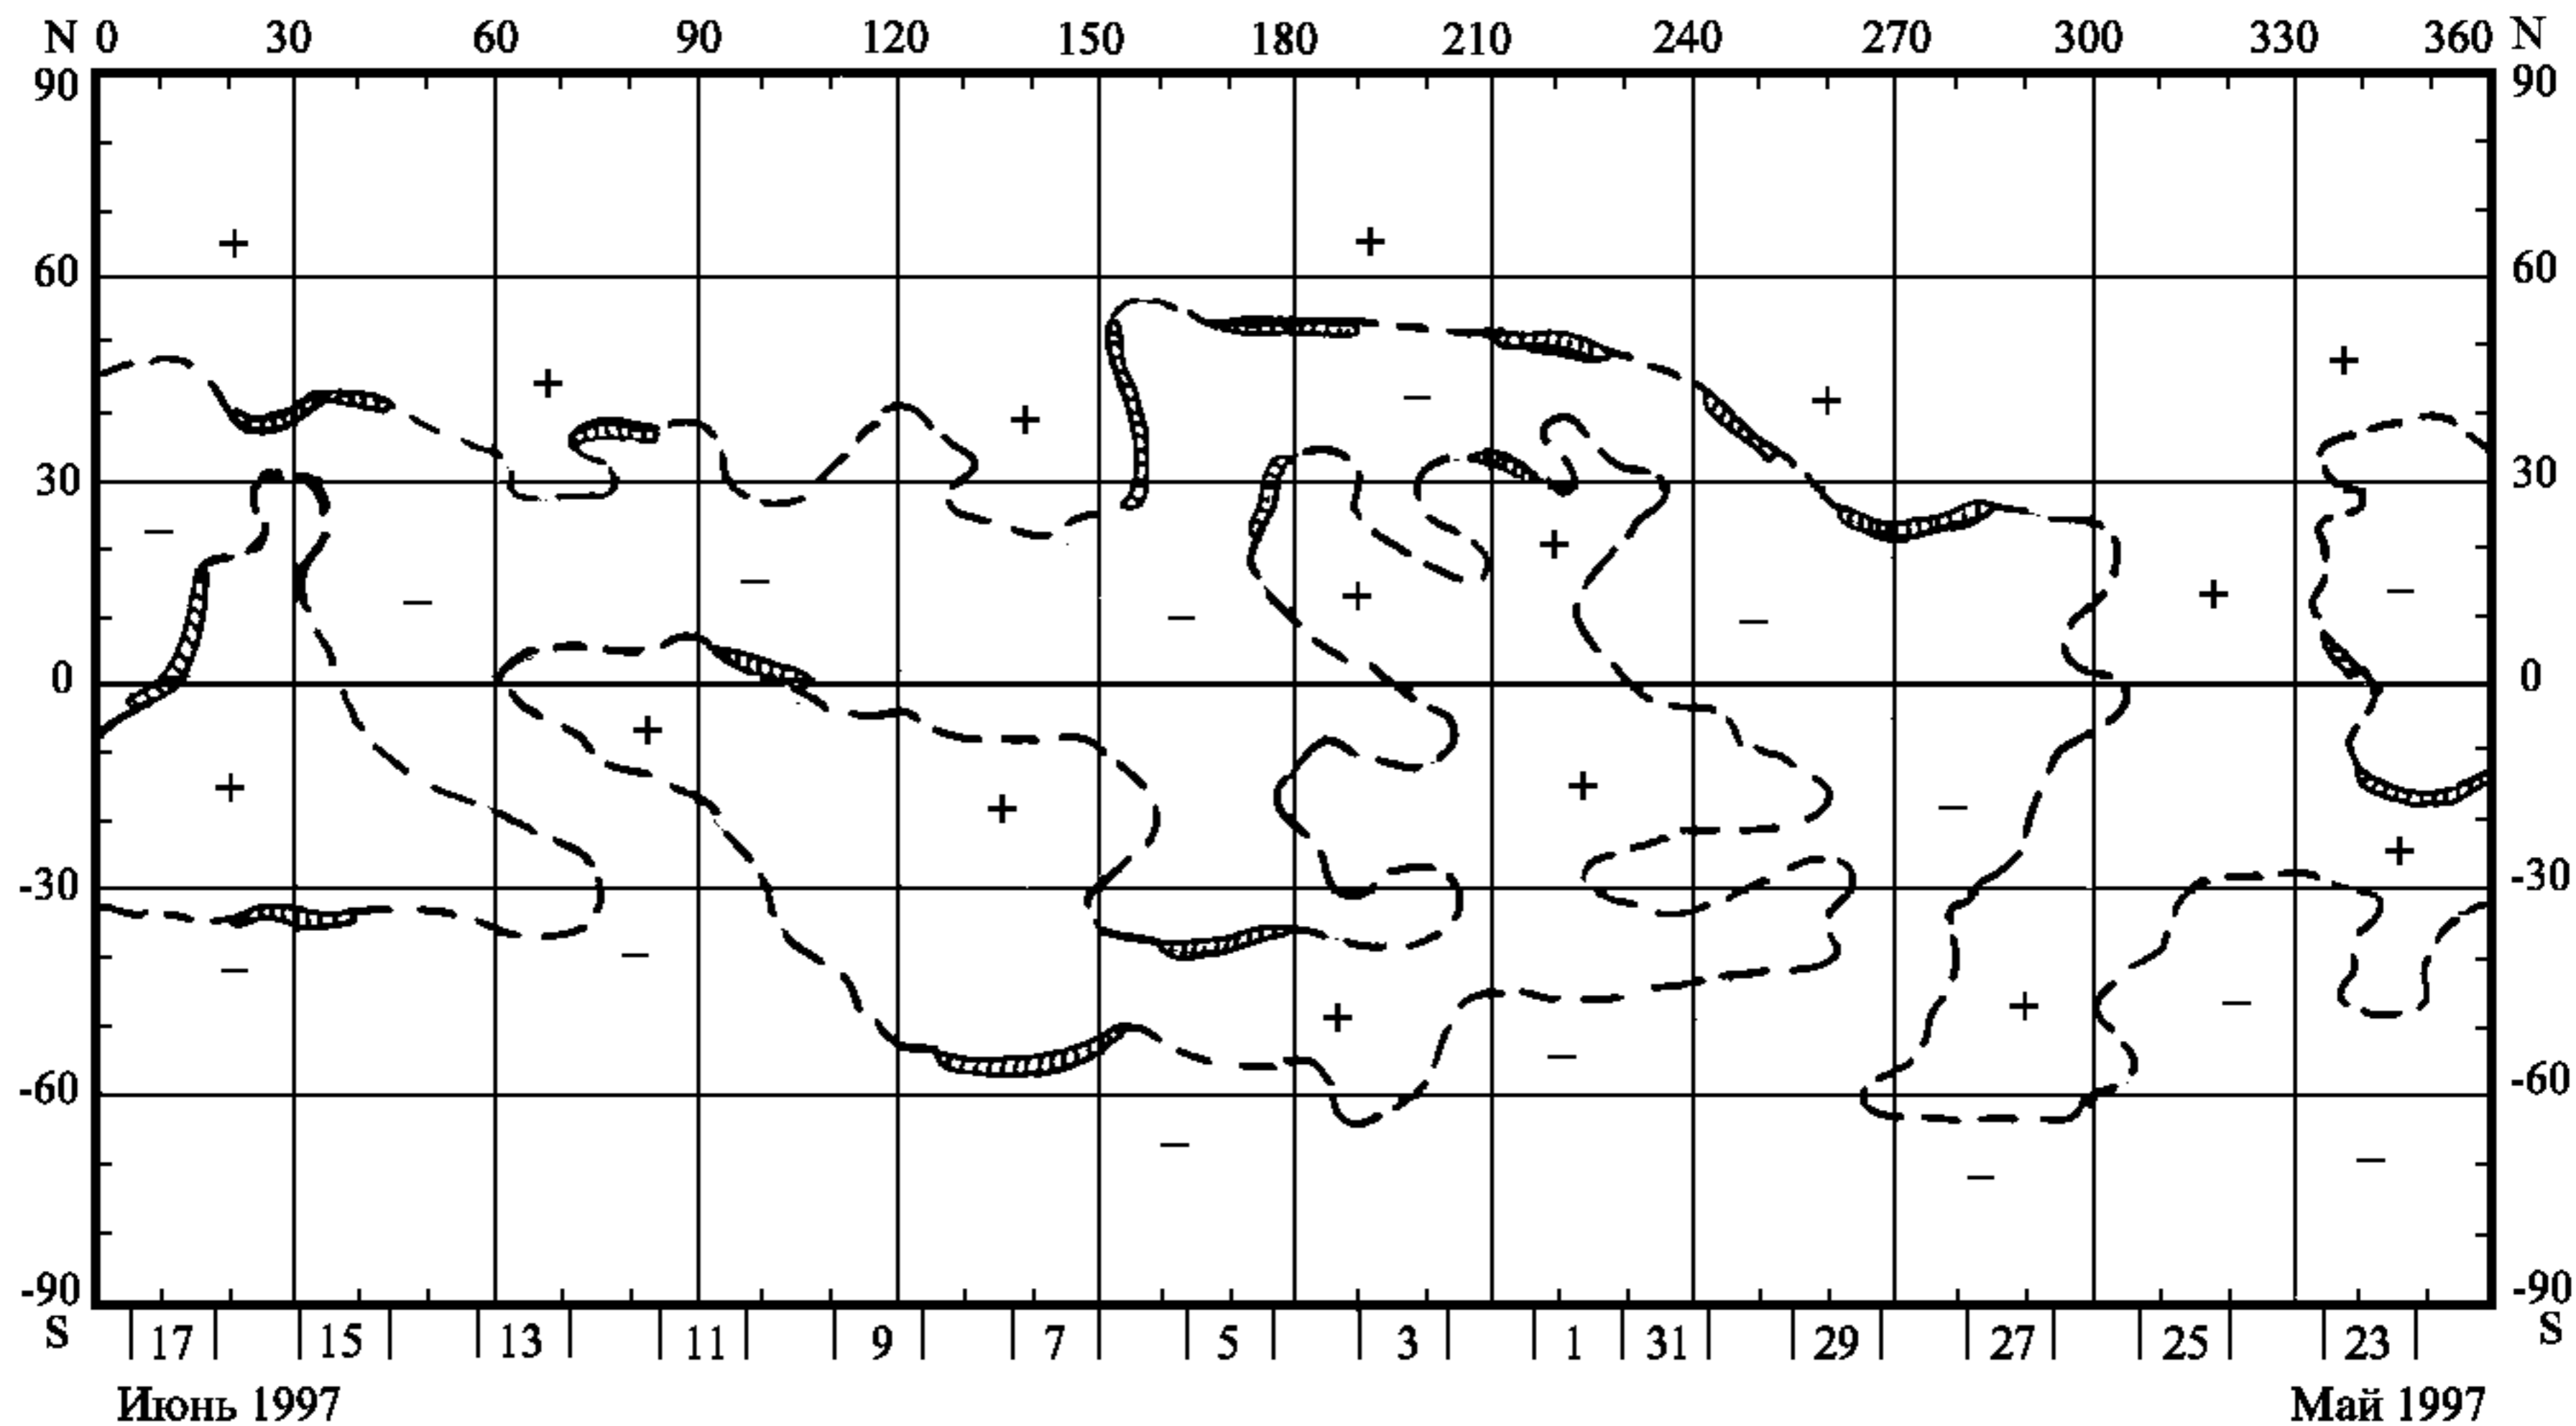 N 0 30 60 90 120 150 180 210 240 270 300 330 360 N
90 90
+ +
60 60
+ +
+ + − +
30 30
− +
− − − + − + −
0 0
+
+ + + − +
-30 -30
− −
+ + −
−
-60 -60
− − −
-90 -90
S S
| 17 | | 15 | | 13 | | 11 | | 9 | | 7 | | 5 | | 3 | | 1 | 31 | | 29 | | 27 | | 25 | | 23 |
Июнь 1997 Май 1997